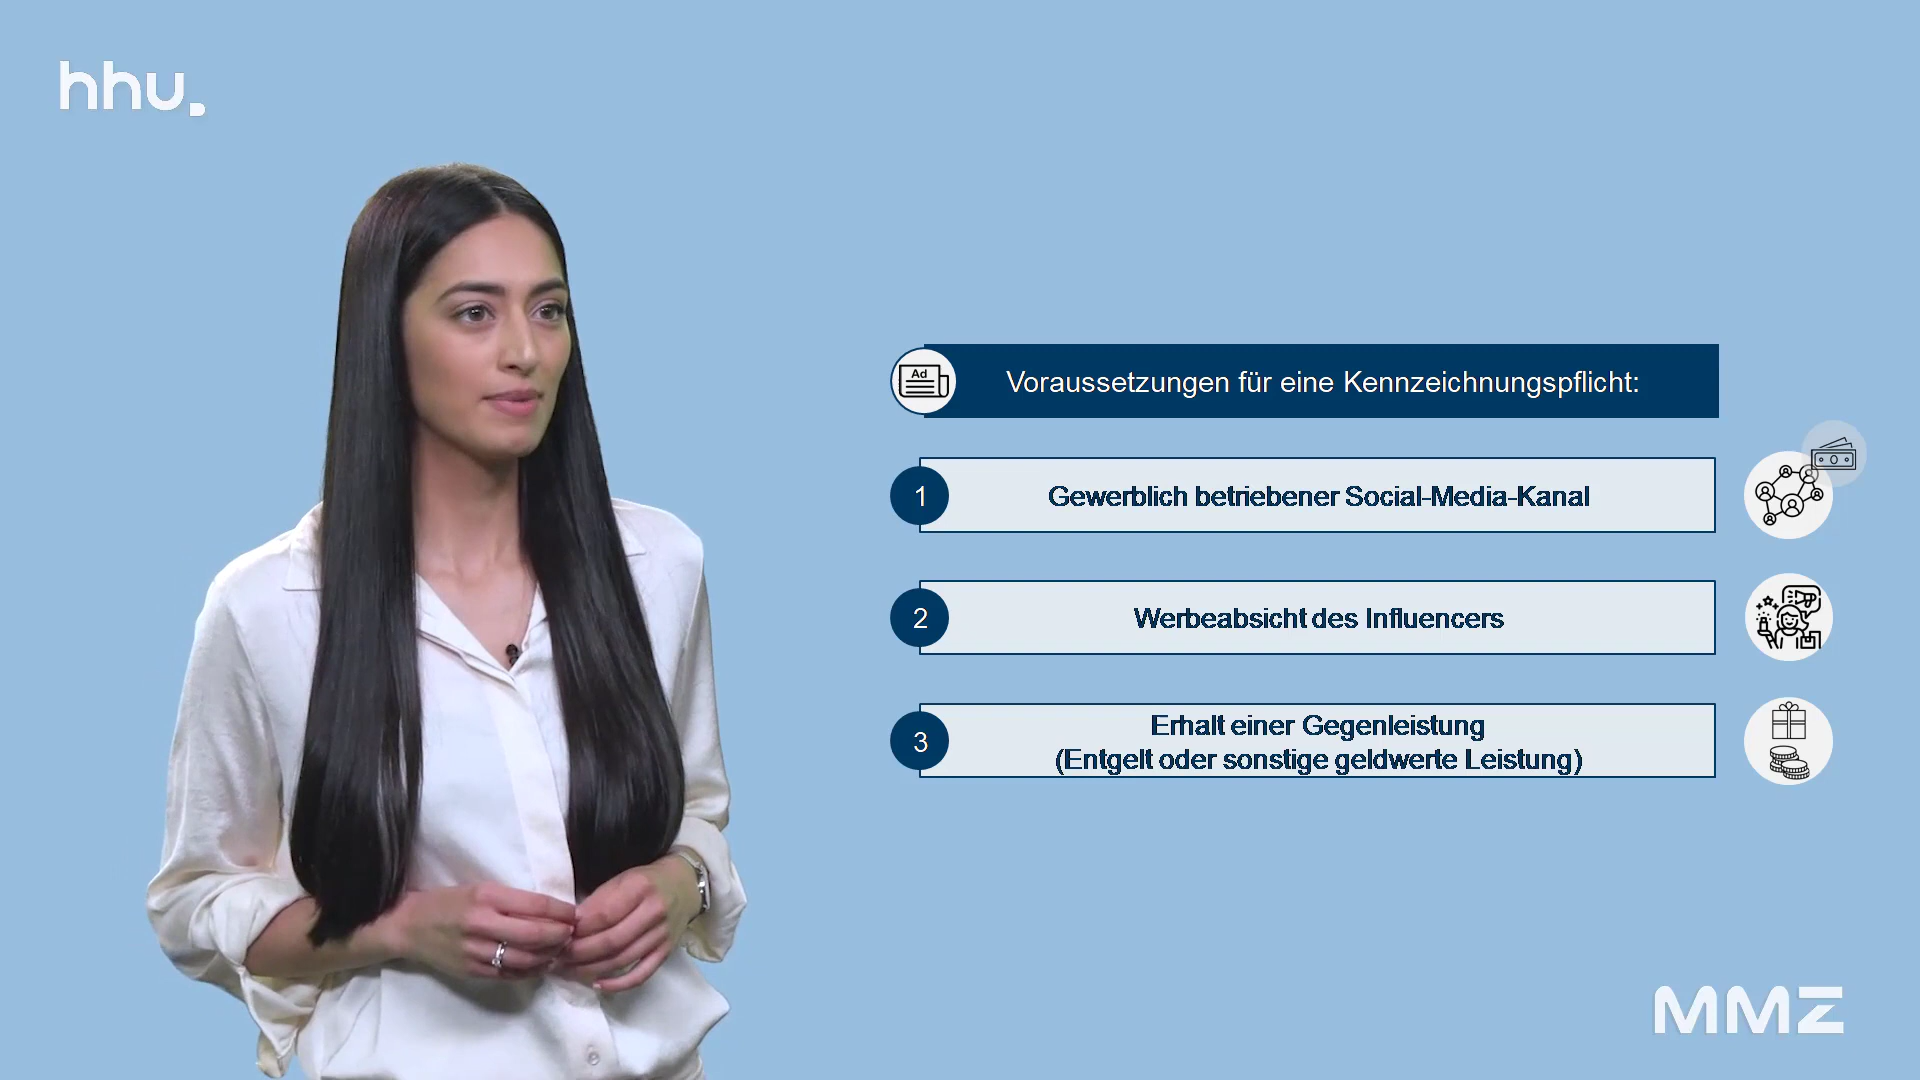 hhu.
Ad
Voraussetzungen für eine Kennzeichnungspflicht:
1
Gewerblich betriebener Social-Media-Kanal
2
Werbeabsicht des Influencers
3
Erhalt einer Gegenleistung
(Entgelt oder sonstige geldwerte Leistung)
MMZ